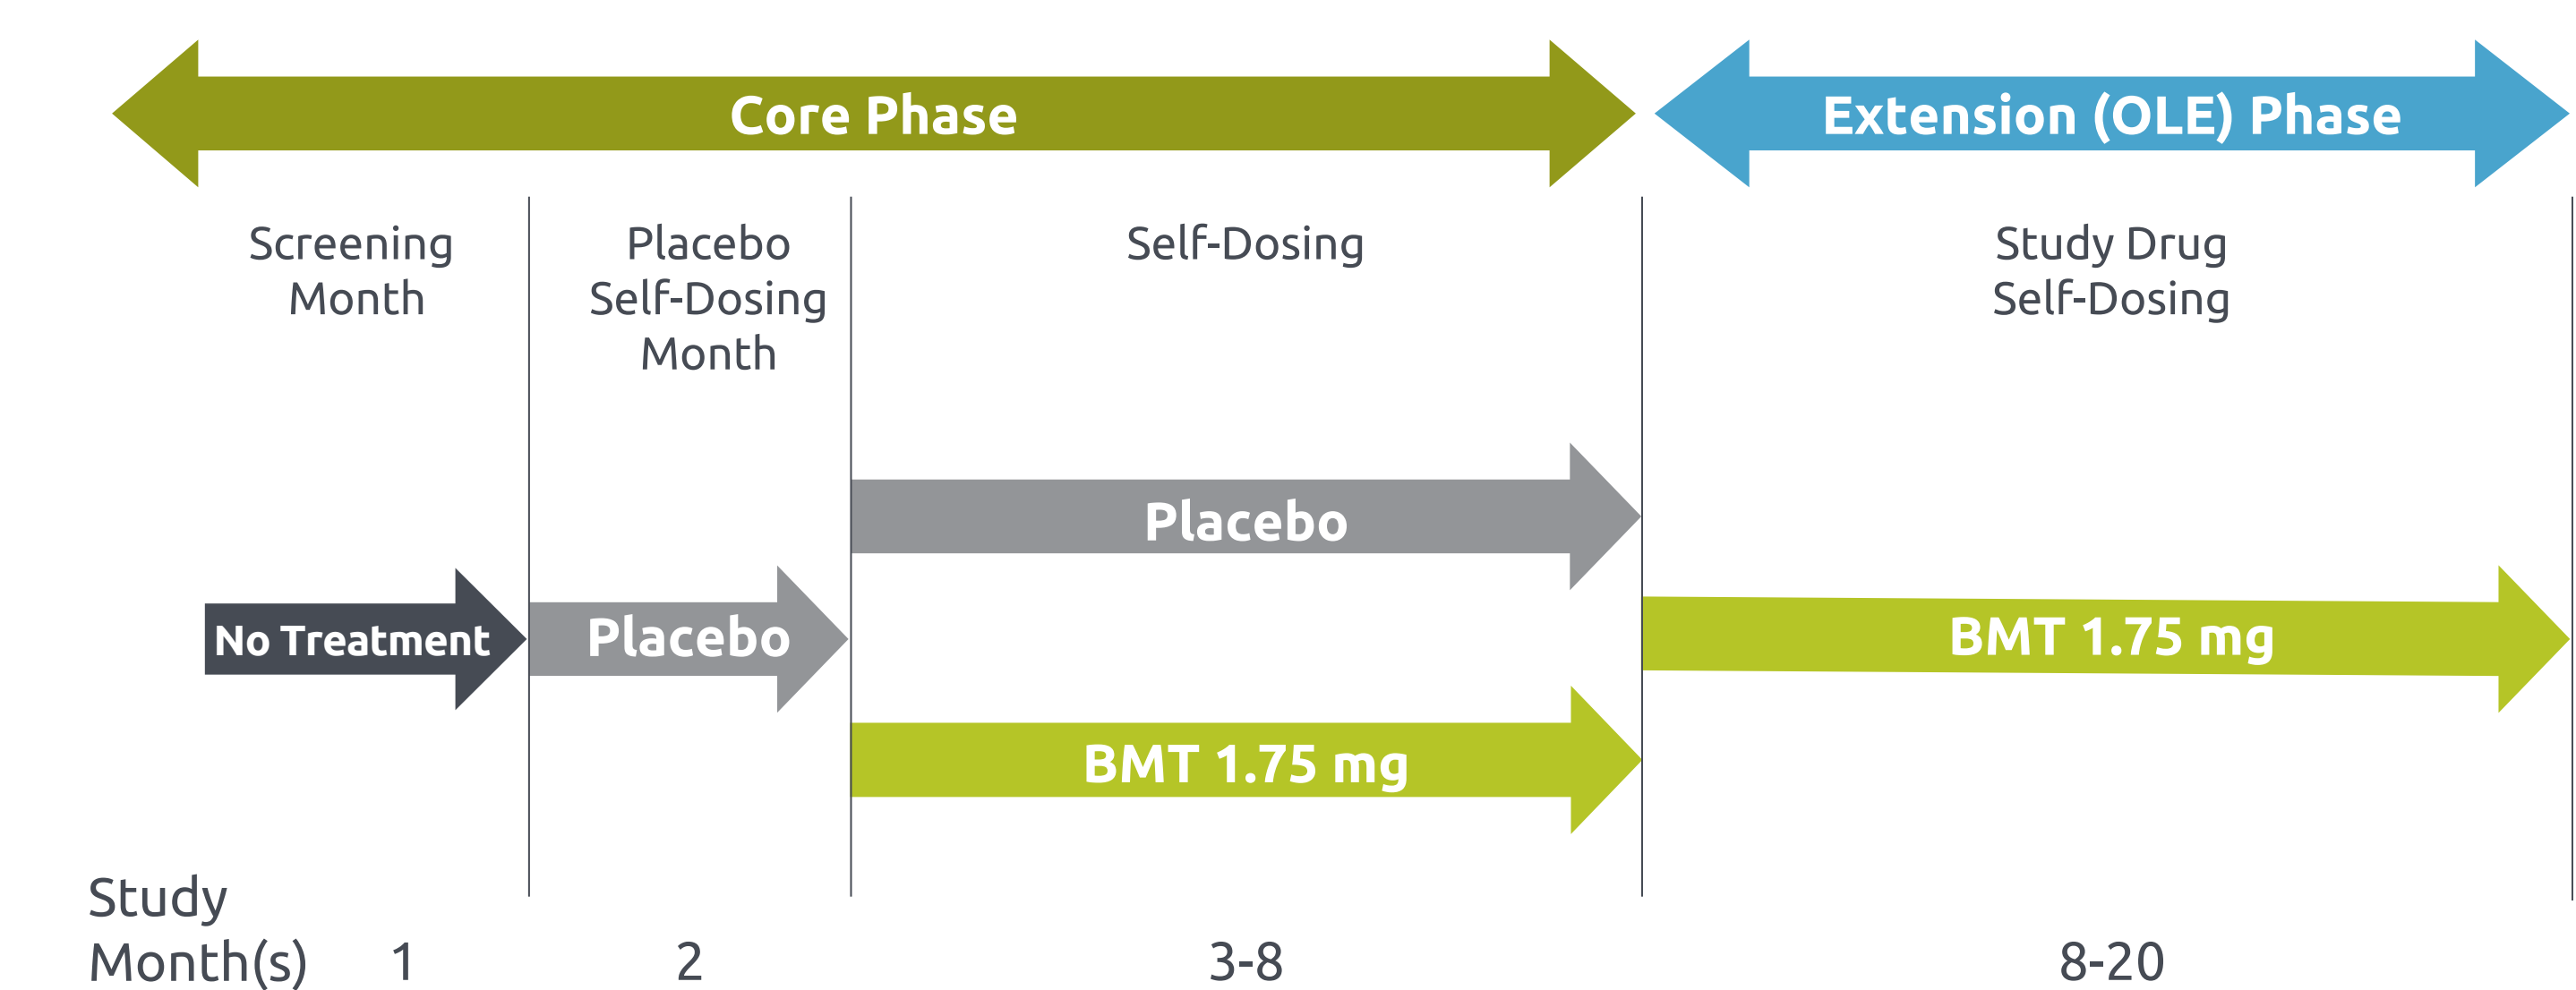 Core Phase
Extension (OLE) Phase
Screening
Month
Placebo
Self-Dosing
Month
Self-Dosing
Study Drug
Self-Dosing
No Treatment
Placebo
Placebo
BMT 1.75 mg
BMT 1.75 mg
Study
Month(s) 1 2 3-8 8-20